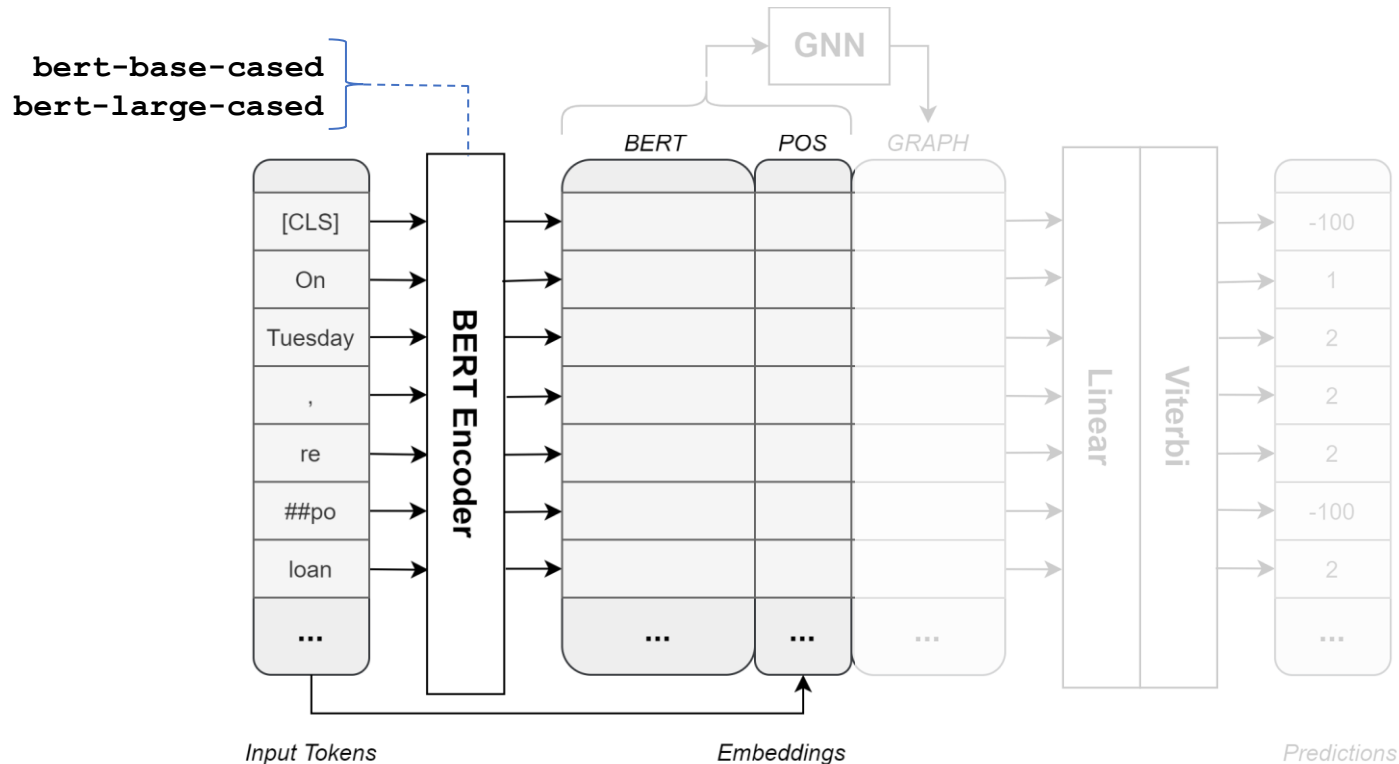 GNN
bert-base-cased
bert-large-cased
BERT
POS
GRAPH
[CLS]
On
Tuesday
,
re
##po
loan
...
BERT Encoder
...
...
...
Linear
Viterbi
-100
1
2
2
2
-100
2
...
Input Tokens
Embeddings
Predictions